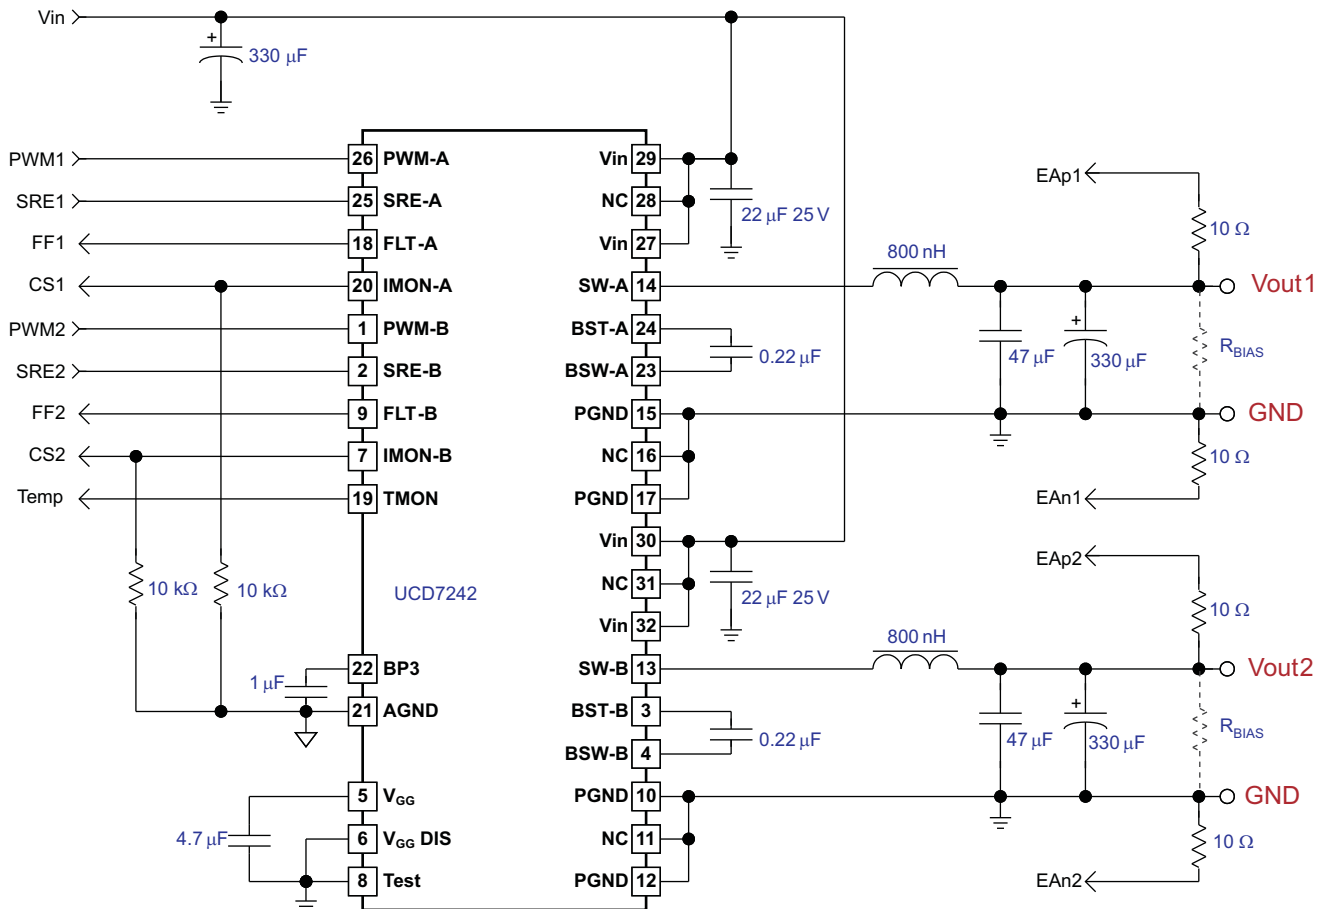 Vin
+
330 μF
PWM1
26 PWM-A
Vin 29
SRE1
25 SRE-A
NC 28
22 μF 25 V
FF1
18 FLT-A
Vin 27
CS1
20 IMON-A
SW-A 14
800 nH
PWM2
1 PWM-B
BST-A 24
0.22 μF
SRE2
2 SRE-B
BSW-A 23
FF2
9 FLT-B
PGND 15
CS2
7 IMON-B
NC 16
Temp
19 TMON
PGND 17
EAp1
10 Ω
Vout1
+
47 μF
330 μF
RBIAS
GND
10 Ω
EAn1
10 kΩ
10 kΩ
UCD7242
Vin 30
NC 31
22 μF 25 V
Vin 32
22 BP3
SW-B 13
800 nH
1 μF
21 AGND
BST-B 3
0.22 μF
BSW-B 4
5 VGG
PGND 10
4.7 μF
6 VGG DIS
NC 11
8 Test
PGND 12
EAp2
10 Ω
Vout2
+
47 μF
330 μF
RBIAS
GND
10 Ω
EAn2